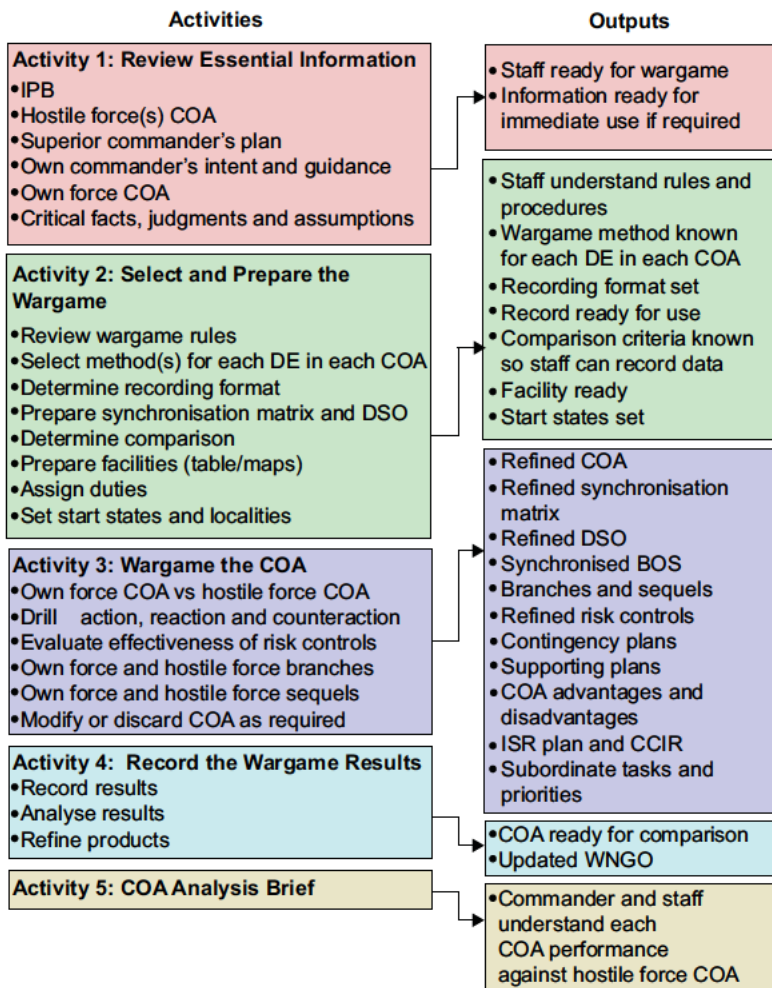 Activities
Activity 1: Review Essential Information
•IPB
•Hostile force(s) COA
•Superior commander's plan
•Own commander's intent and guidance
•Own force COA
•Critical facts, judgments and assumptions
Activity 2: Select and Prepare the
Wargame
•Review wargame rules
•Select method(s) for each DE in each COA
•Determine recording format
•Prepare synchronisation matrix and DSO
•Determine comparison
•Prepare facilities (table/maps)
•Assign duties
•Set start states and localities
Activity 3: Wargame the COA
•Own force COA vs hostile force COA
•Drill action, reaction and counteraction
•Evaluate effectiveness of risk controls
•Own force and hostile force branches
•Own force and hostile force sequels
•Modify or discard COA as required
Activity 4: Record the Wargame Results
•Record results
•Analyse results
•Refine products
Activity 5: COA Analysis Brief
Outputs
•Staff ready for wargame
•Information ready for
immediate use if required
•Staff understand rules and
procedures
•Wargame method known
for each DE in each COA
•Recording format set
•Record ready for use
•Comparison criteria known
so staff can record data
•Facility ready
•Start states set
•Refined COA
•Refined synchronisation
matrix
•Refined DSO
•Synchronised BOS
•Branches and sequels
•Refined risk controls
•Contingency plans
•Supporting plans
•COA advantages and
disadvantages
•ISR plan and CCIR
•Subordinate tasks and
priorities
•COA ready for comparison
•Updated WNGO
•Commander and staff
understand each
COA performance
against hostile force COA